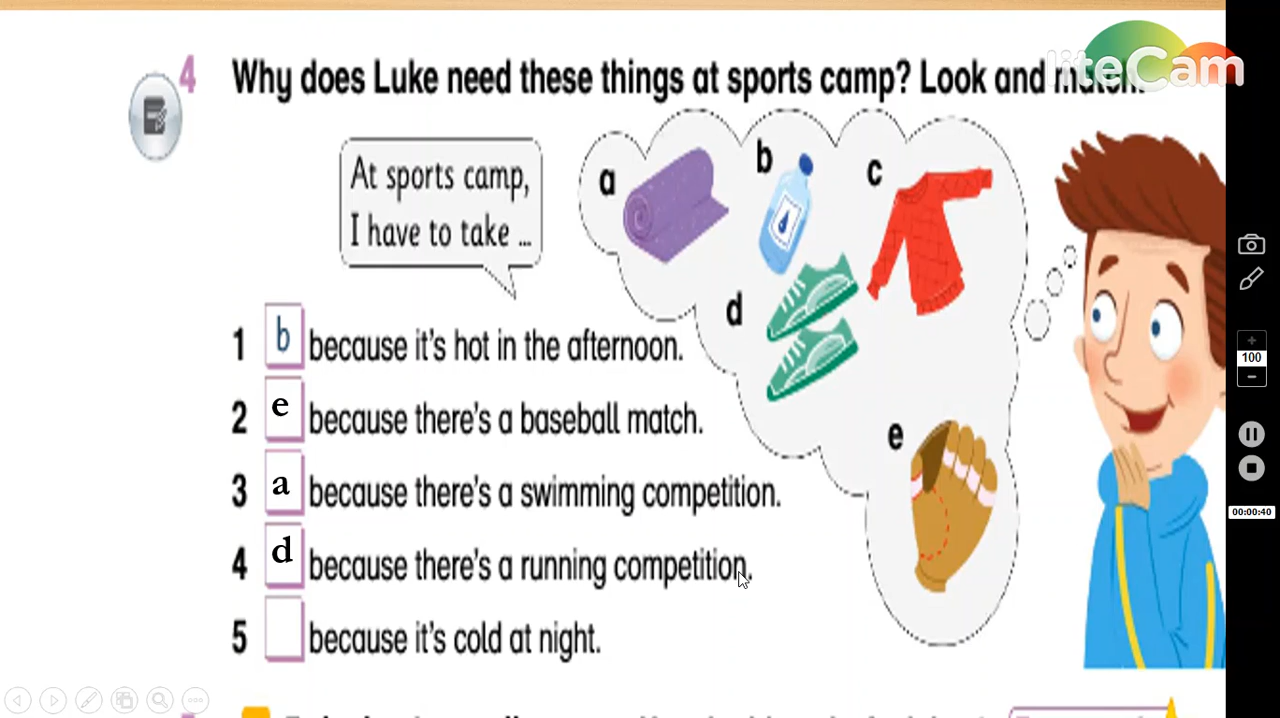 4 Why does Luke need these things at sports camp? Look and match.
liteCam
At sports camp,
I have to take ...
a
b
c
d
e
1 b because it's hot in the afternoon.
2 e because there's a baseball match.
3 a because there's a swimming competition.
4 d because there's a running competition.
5 because it's cold at night.
100
00:00:40